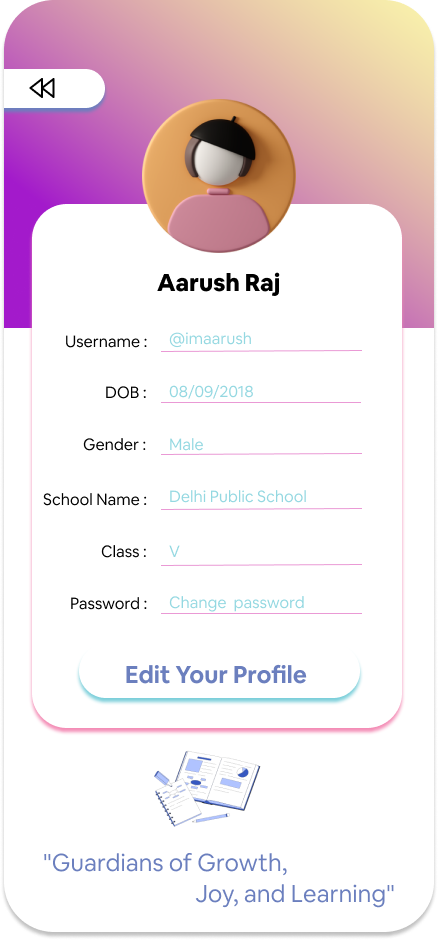 Aarush Raj
Username : @imaarush
DOB : 08/09/2018
Gender : Male
School Name : Delhi Public School
Class : V
Password : Change password
Edit Your Profile
"Guardians of Growth,
Joy, and Learning"